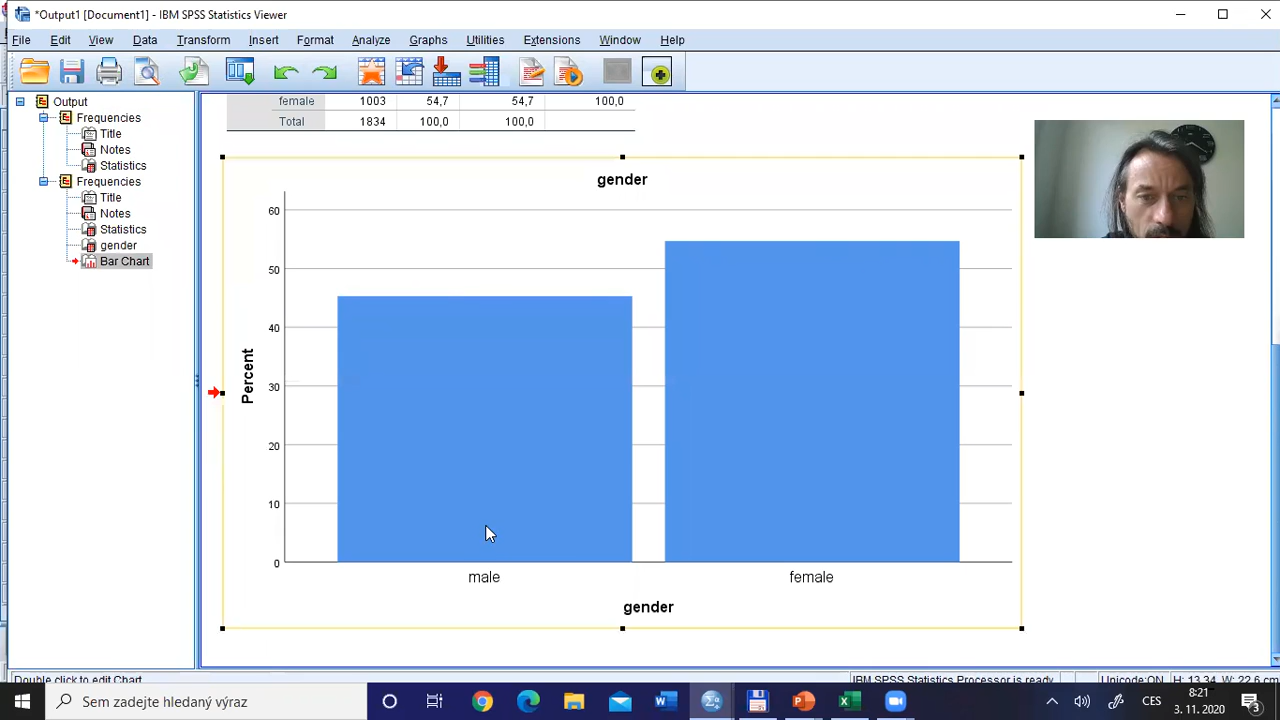 *Output1 [Document1] - IBM SPSS Statistics Viewer
File Edit View Data Transform Insert Format Analyze Graphs Utilities Extensions Window Help
Output
Frequencies
Title
Notes
Statistics
Frequencies
Title
Notes
Statistics
gender
Bar Chart
female 1003 54,7 54,7 100,0
Total 1834 100,0 100,0
gender
60
50
40
30
20
10
0
Percent
male female
gender
Double click to edit Chart
IBM SPSS Statistics Processor is ready
Unicode:ON
H: 13.34, W: 22.6 cm
Sem zadejte hledaný výraz
CES
8:21
3. 11. 2020
3